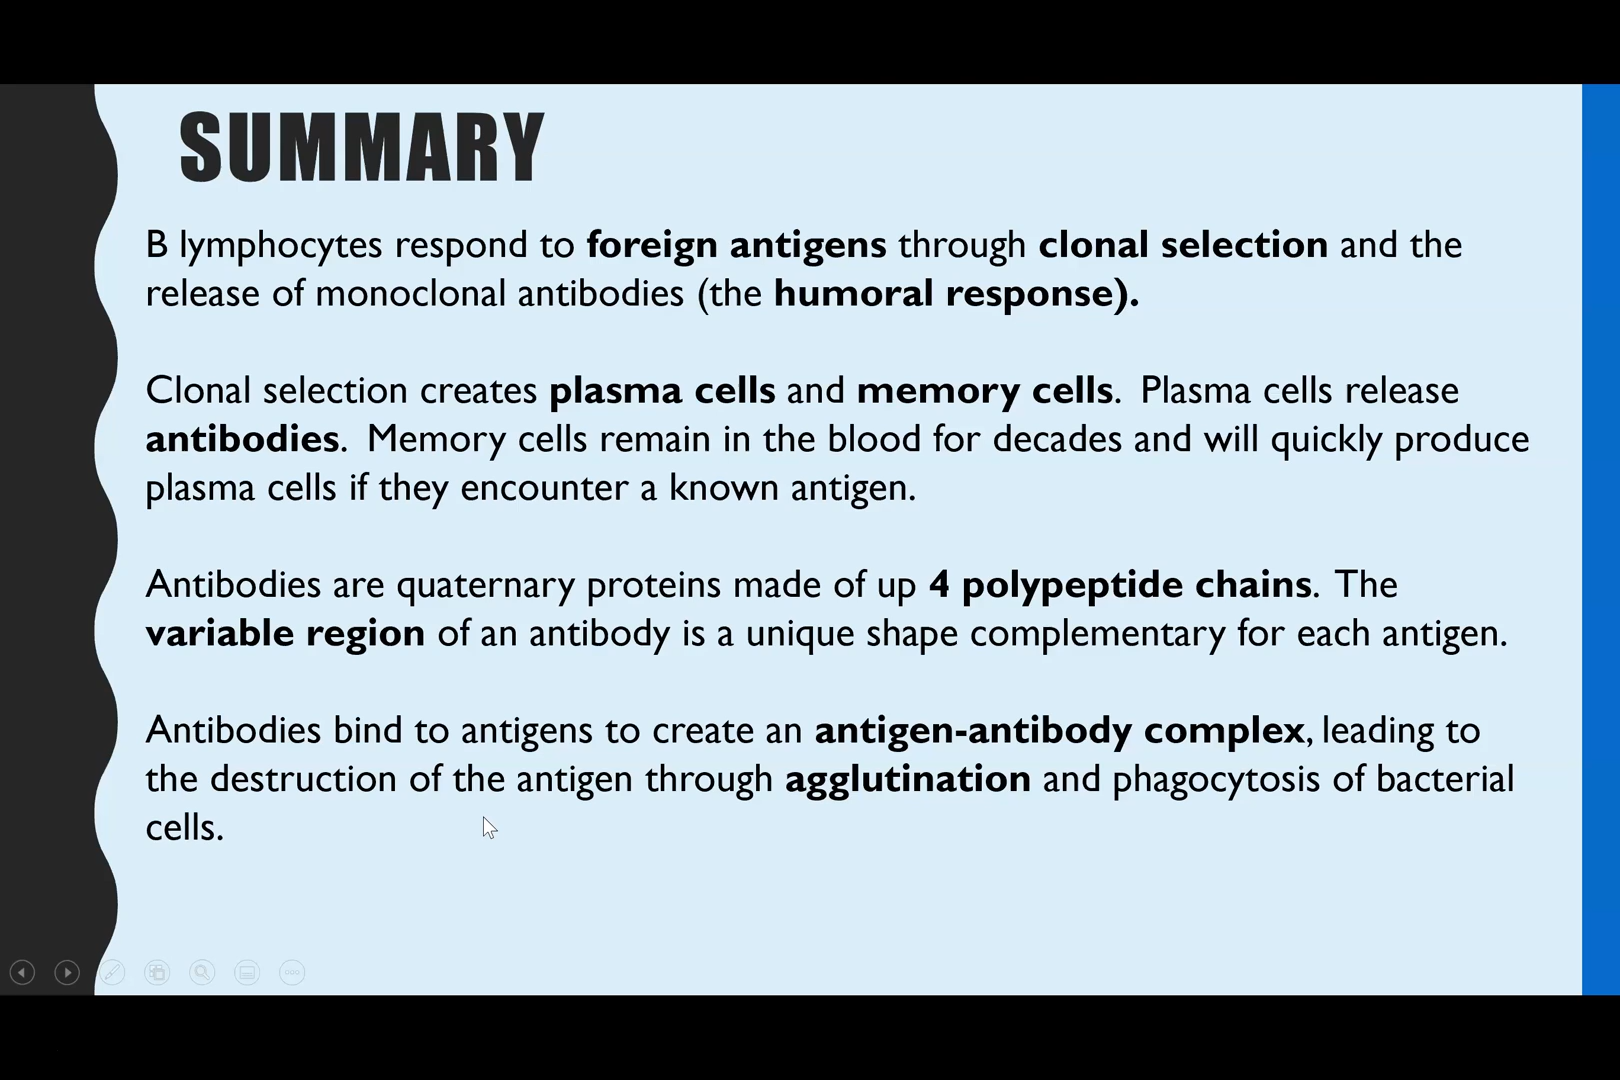 SUMMARY
B lymphocytes respond to foreign antigens through clonal selection and the
release of monoclonal antibodies (the humoral response).
Clonal selection creates plasma cells and memory cells.  Plasma cells release
antibodies.  Memory cells remain in the blood for decades and will quickly produce
plasma cells if they encounter a known antigen.
Antibodies are quaternary proteins made of up 4 polypeptide chains.  The
variable region of an antibody is a unique shape complementary for each antigen.
Antibodies bind to antigens to create an antigen-antibody complex, leading to
the destruction of the antigen through agglutination and phagocytosis of bacterial
cells.